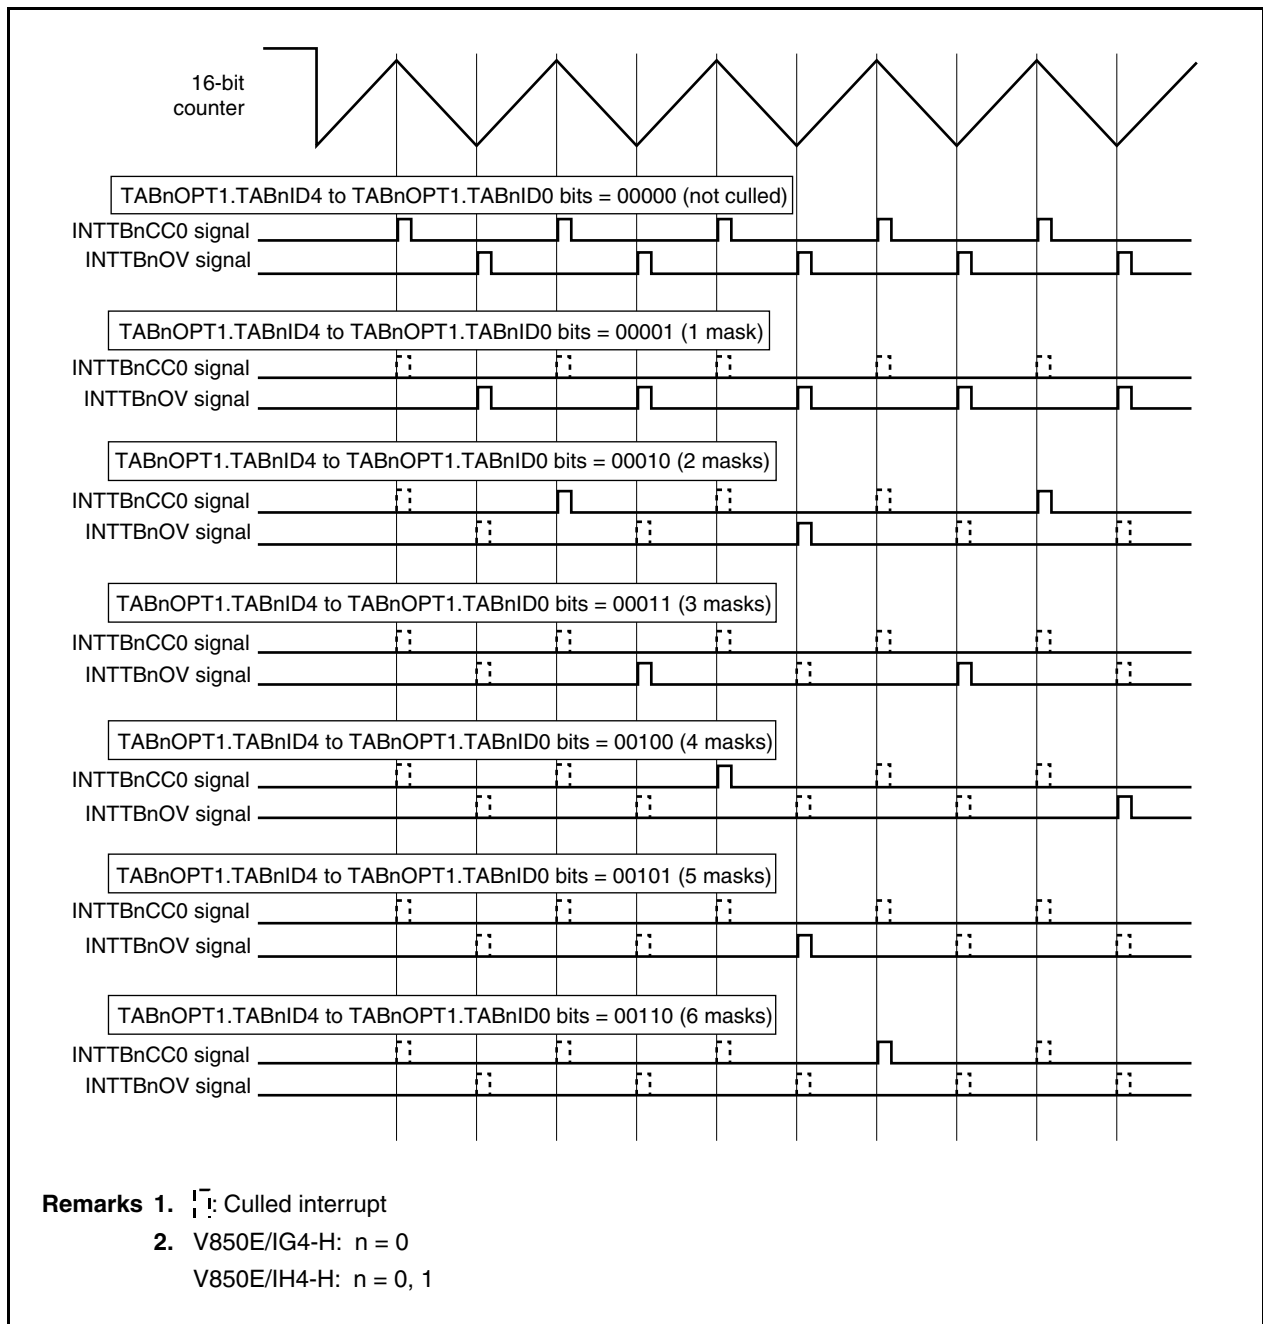 16-bit
counter
TABnOPT1.TABnID4 to TABnOPT1.TABnID0 bits = 00000 (not culled)
INTTBnCC0 signal
INTTBnOV signal
TABnOPT1.TABnID4 to TABnOPT1.TABnID0 bits = 00001 (1 mask)
INTTBnCC0 signal
INTTBnOV signal
TABnOPT1.TABnID4 to TABnOPT1.TABnID0 bits = 00010 (2 masks)
INTTBnCC0 signal
INTTBnOV signal
TABnOPT1.TABnID4 to TABnOPT1.TABnID0 bits = 00011 (3 masks)
INTTBnCC0 signal
INTTBnOV signal
TABnOPT1.TABnID4 to TABnOPT1.TABnID0 bits = 00100 (4 masks)
INTTBnCC0 signal
INTTBnOV signal
TABnOPT1.TABnID4 to TABnOPT1.TABnID0 bits = 00101 (5 masks)
INTTBnCC0 signal
INTTBnOV signal
TABnOPT1.TABnID4 to TABnOPT1.TABnID0 bits = 00110 (6 masks)
INTTBnCC0 signal
INTTBnOV signal
Remarks 1. : Culled interrupt
2. V850E/IG4-H: n = 0
V850E/IH4-H: n = 0, 1